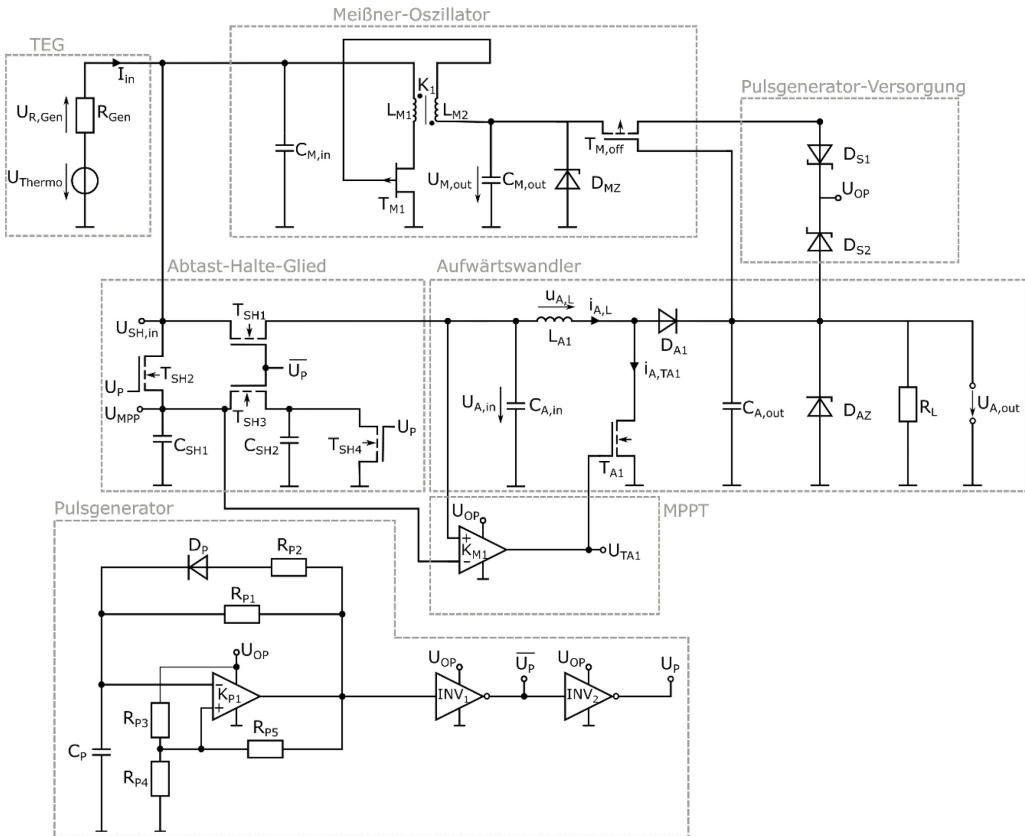 Meißner-Oszillator
TEG
I_in
U_R,Gen
R_Gen
U_Thermo
C_M,in
K_1
L_M1
L_M2
T_M1
U_M,out
C_M,out
D_MZ
T_M,off
Pulsgenerator-Versorgung
D_S1
U_OP
D_S2
Abtast-Halte-Glied
Aufwärtswandler
U_SH,in
T_SH1
U̅_P̅
U_P
T_SH2
U_MPP
C_SH1
T_SH3
C_SH2
T_SH4
U_P
u_A,L
i_A,L
L_A1
D_A1
i_A,TA1
U_A,in
C_A,in
T_A1
C_A,out
D_AZ
R_L
U_A,out
MPPT
U_OP
+
K_M1
−
U_TA1
Pulsgenerator
D_P
R_P2
R_P1
U_OP
−
K_P1
+
R_P3
R_P5
C_P
R_P4
U_OP
INV_1
U̅_P̅
U_OP
INV_2
U_P